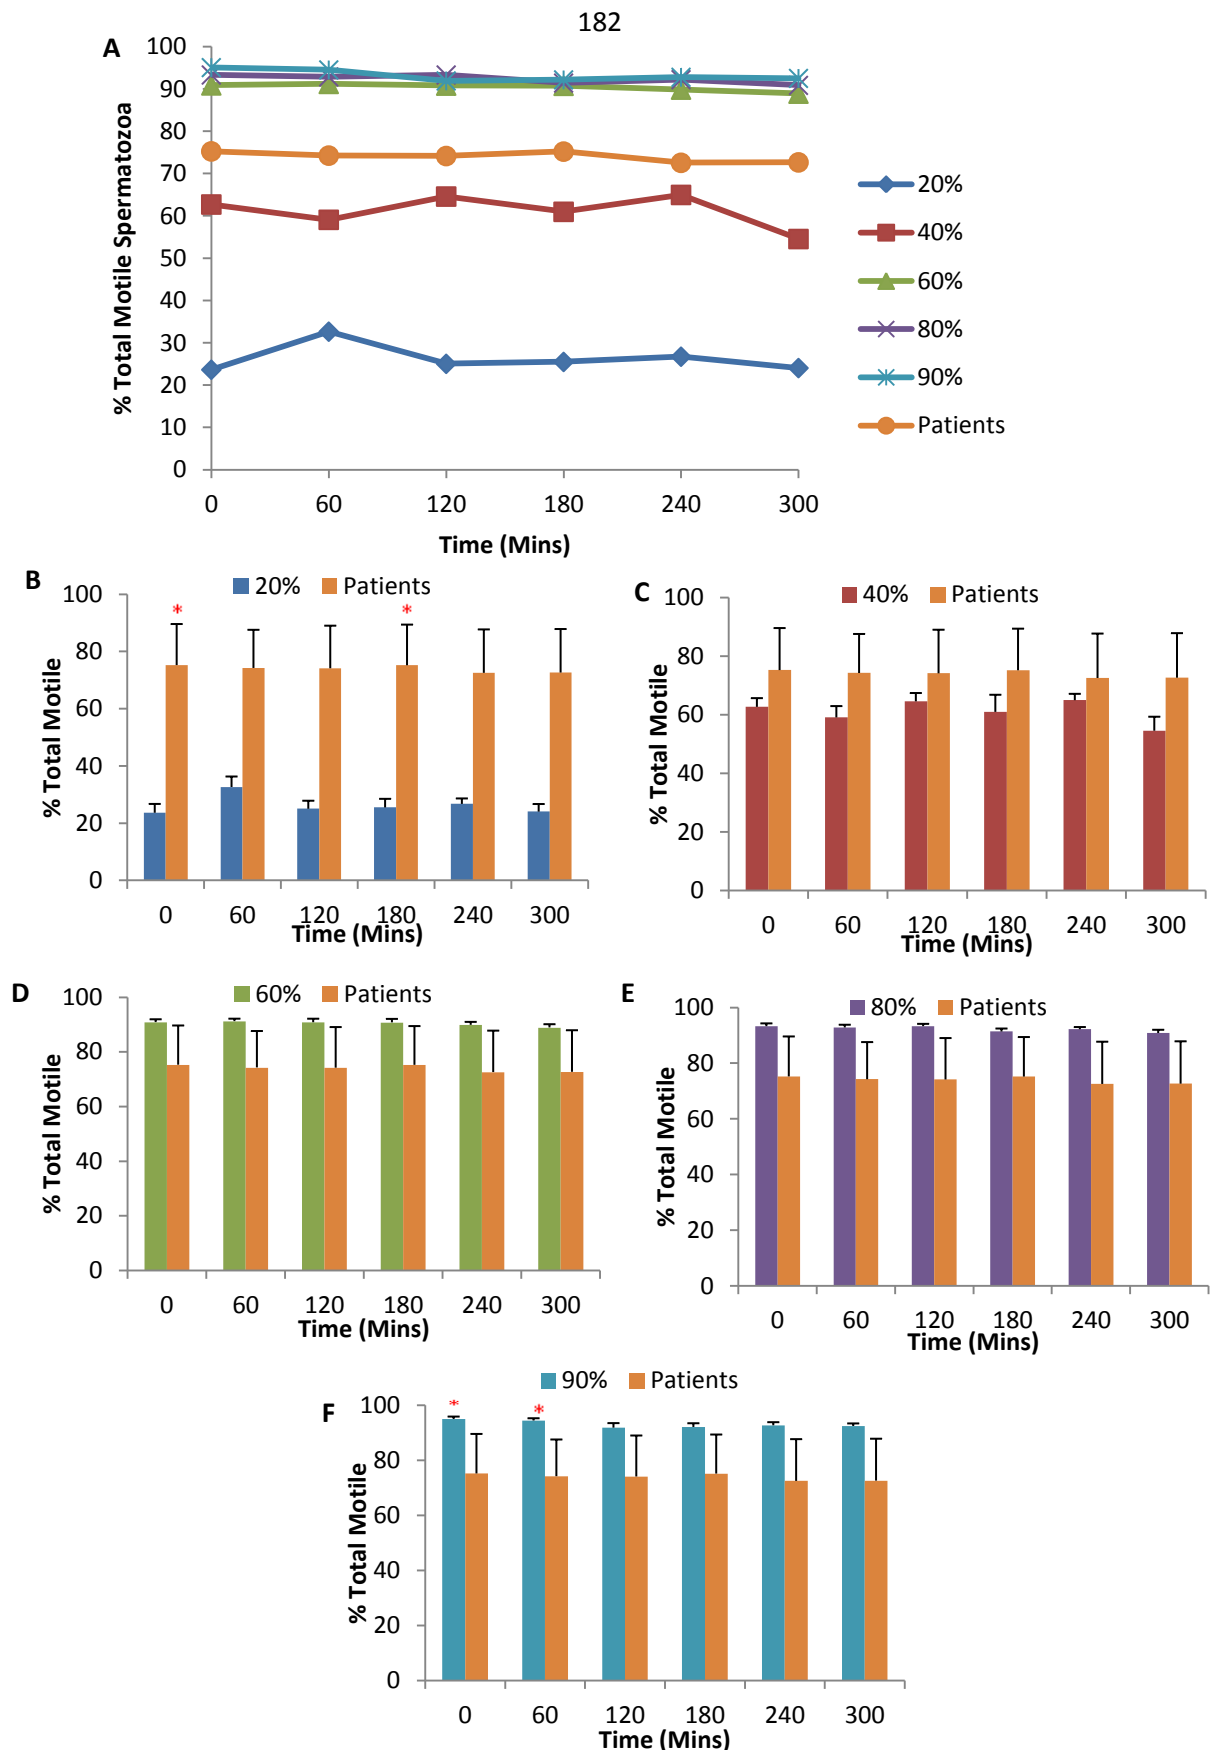 182
A
100
90
80
70
60
50
40
30
20
10
0
% Total Motile Spermatozoa
0 60 120 180 240 300
Time (Mins)
20%
40%
60%
80%
90%
Patients
B
20% Patients
100
80
60
40
20
0
% Total Motile
* *
0 60 120 180 240 300
Time (Mins)
C
40% Patients
100
80
60
40
20
0
% Total Motile
0 60 120 180 240 300
Time (Mins)
D
60% Patients
100
80
60
40
20
0
% Total Motile
0 60 120 180 240 300
Time (Mins)
E
80% Patients
100
80
60
40
20
0
% Total Motile
0 60 120 180 240 300
Time (Mins)
F
90% Patients
100
80
60
40
20
0
% Total Motile
* *
0 60 120 180 240 300
Time (Mins)